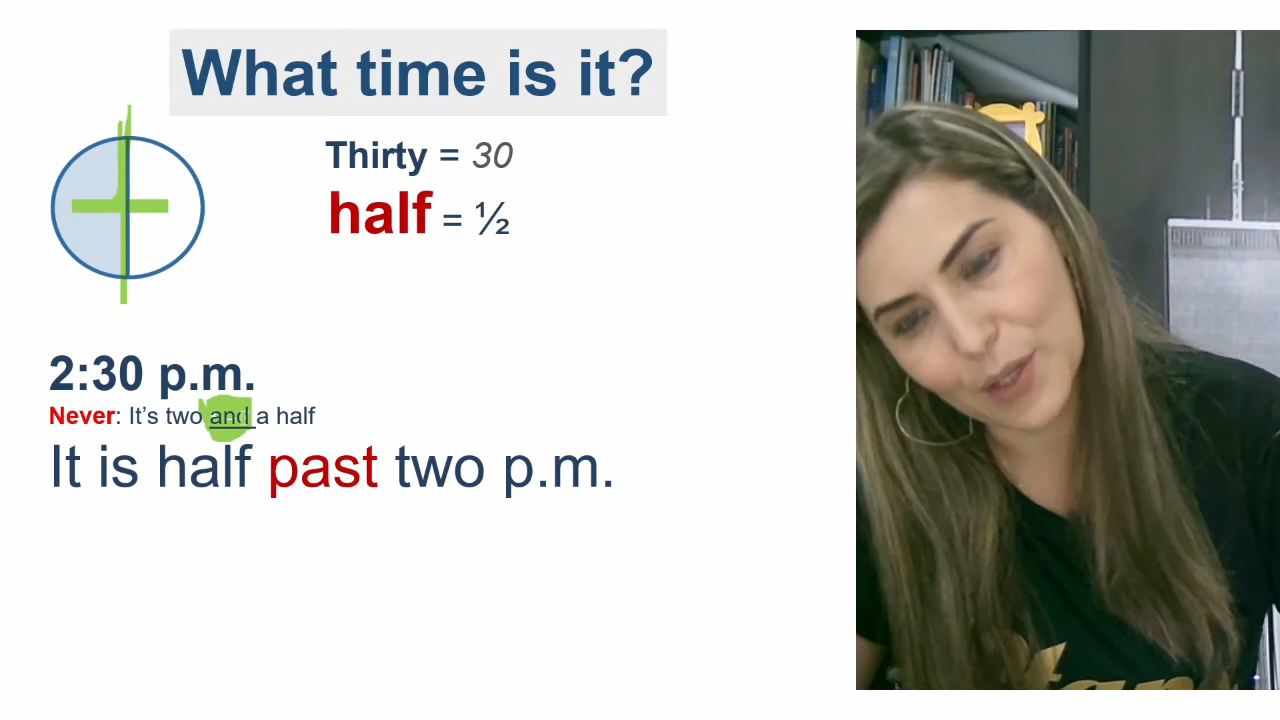 What time is it?
Thirty = 30
half = ½
2:30 p.m.
Never: It's two and a half
It is half past two p.m.